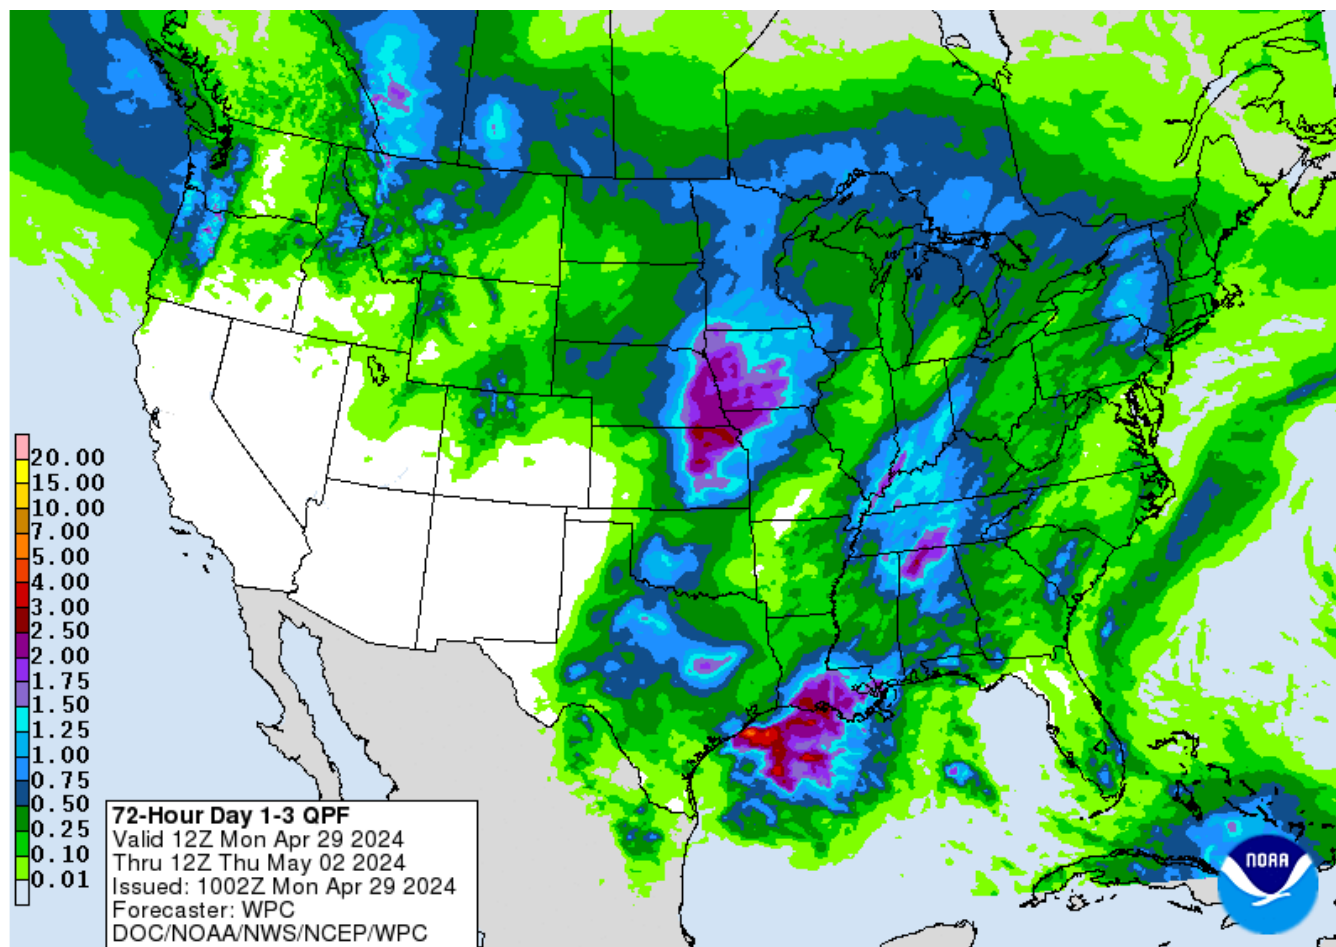 20.00
15.00
10.00
7.00
5.00
4.00
3.00
2.50
2.00
1.75
1.50
1.25
1.00
0.75
0.50
0.25
0.10
0.01
72-Hour Day 1-3 QPF
Valid 12Z Mon Apr 29 2024
Thru 12Z Thu May 02 2024
Issued: 1002Z Mon Apr 29 2024
Forecaster: WPC
DOC/NOAA/NWS/NCEP/WPC
NOAA